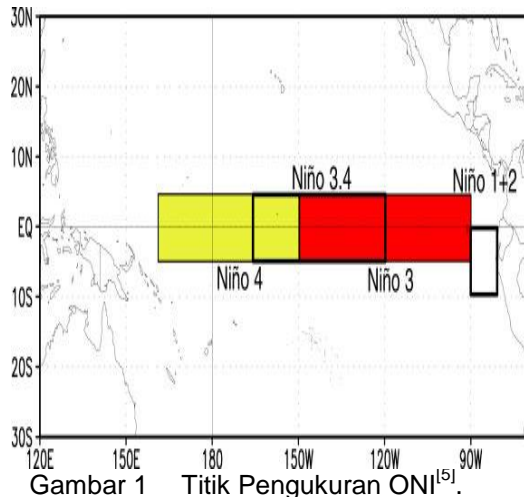 30N
20N
10N
Niño 3.4
Niño 1+2
EQ
Niño 4
Niño 3
10S
20S
30S
120E 150E 180 150W 120W 90W
Gambar 1 Titik Pengukuran ONI[5].